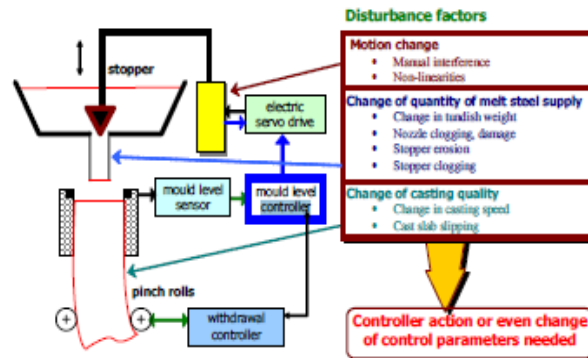 Disturbance factors
stopper
Motion change
• Manual interference
• Non-linearities
electric
servo drive
Change of quantity of melt steel supply
• Change in tundish weight
• Nozzle clogging, damage
• Stopper erosion
• Stopper clogging
mould level
sensor
mould level
controller
Change of casting quality
• Change in casting speed
• Cast slab slipping
pinch rolls
withdrawal
controller
Controller action or even change
of control parameters needed